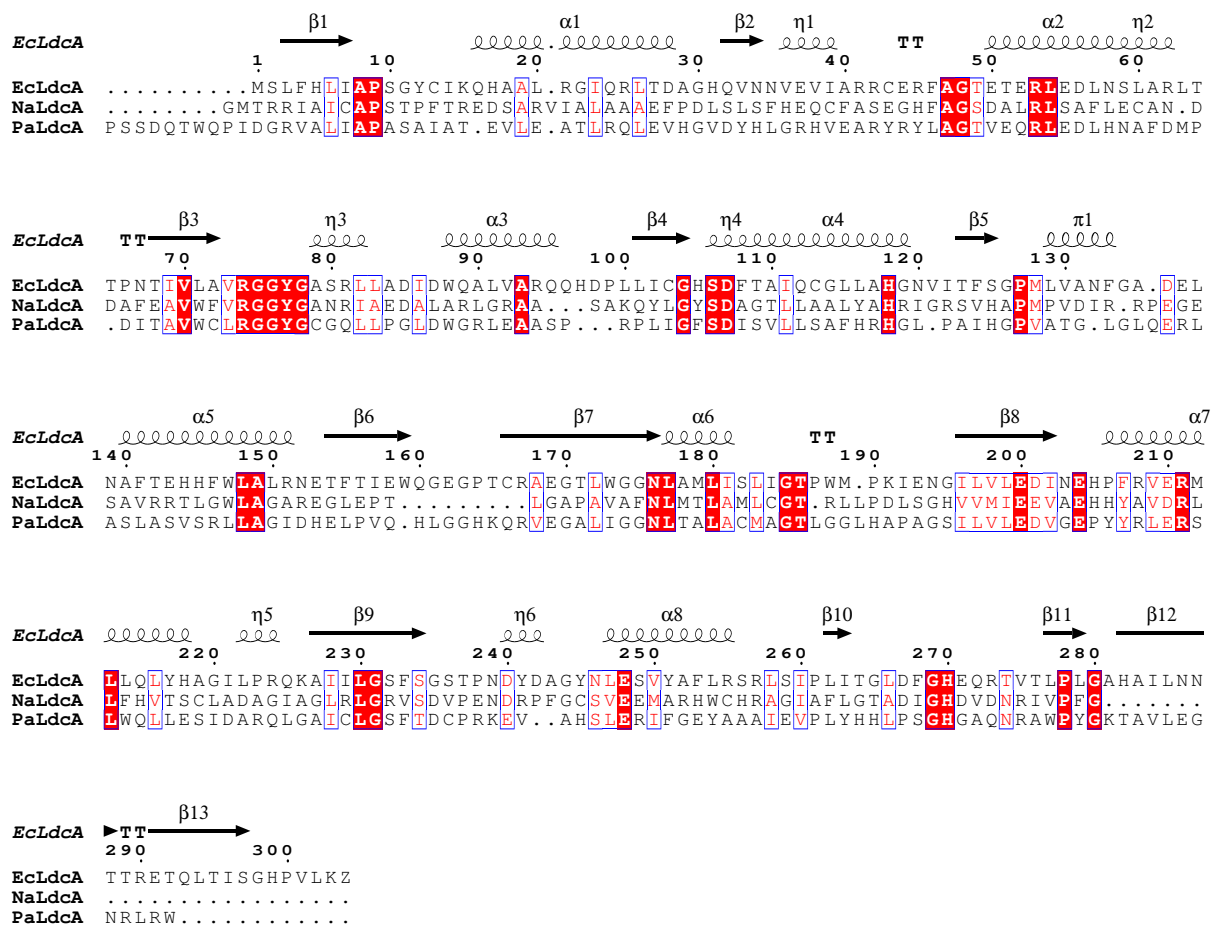 β1 α1 β2 η1 α2 η2
EcLdcA TT
1 10 20 30 40 50 60
EcLdcA ..........MSLFHLIAPSGYCIKQHAAL.RGIQRLTDAGHQVNNVEVIARRCERFAGTETERLEDLNSLARLT
NaLdcA ........GMTRRIAICAPSTPFTREDSARVIALAAAEFPDLSLSFHEQCFASEGHFAGSDALRLSAFLECAN.D
PaLdcA PSSDQTWQPIDGRVALIAPASAIAT.EVLE.ATLRQLEVHGVDYHLGRHVEARYRYLAGTVEQRLEDLHNAFDMP
β3 η3 α3 β4 η4 α4 β5 π1
EcLdcA TT
70 80 90 100 110 120 130
EcLdcA TPNTIVLAVRGGYGASRLLADIDWQALVARQQHDPLLICGHSDFTAIQCGLLAHGNVITFSGPMLVANFGA.DEL
NaLdcA DAFEAVWFVRGGYGANRIAEDALARLGRAA...SAKQYLGYSDAGTLLAALYAHRIGRSVHAPMPVDIR.RPEGE
PaLdcA .DITAVWCLRGGYGCGQLLPGLDWGRLEAASP...RPLIGFSDISVLLSAFHRHGL.PAIHGPVATG.LGLQERL
α5 β6 β7 α6 β8 α7
EcLdcA TT
140 150 160 170 180 190 200 210
EcLdcA NAFTEHHFWLALRNETFTIEWQGEGPTCRAEGTLWGGNLAMLISLIGTPWM.PKIENGILVLEDINEHPFRVERM
NaLdcA SAVRRTLGWLAGAREGLEPT.........LGAPAVAFNLMTLAMLCGT.RLLPDLSGHVVMIEEVAEHHYAVDRL
PaLdcA ASLASVSRLLAGIDHELPVQ.HLGGHKQRVEGALIGGNLTALACMAGTLGGLHAPAGSILVLEDVGEPYYRLERS
η5 β9 η6 α8 β10 β11 β12
EcLdcA
220 230 240 250 260 270 280
EcLdcA LLQLYHAGILPRQKAIILGSFSGSTPNDYDAGYNLESVYAFLRSRLSIPLITGLDFGHEQRTVTLPLGAHAILNN
NaLdcA LFHVTSCLADAGIAGLRLGRVSDVPENDRPFGCSVEEMARHWCHRAGIAFLGTADIGHDVDNRIVPFG.......
PaLdcA LWQLLESIDARQLGAICLGSFTDCPRKEV..AHSLERIFGEYAAAIEVPLYHHLPSGHGAQNRAWPYGKTAVLEG
β13
EcLdcA TT
290 300
EcLdcA TTRETQLTISGHPVLKZ
NaLdcA .................
PaLdcA NRLRW............